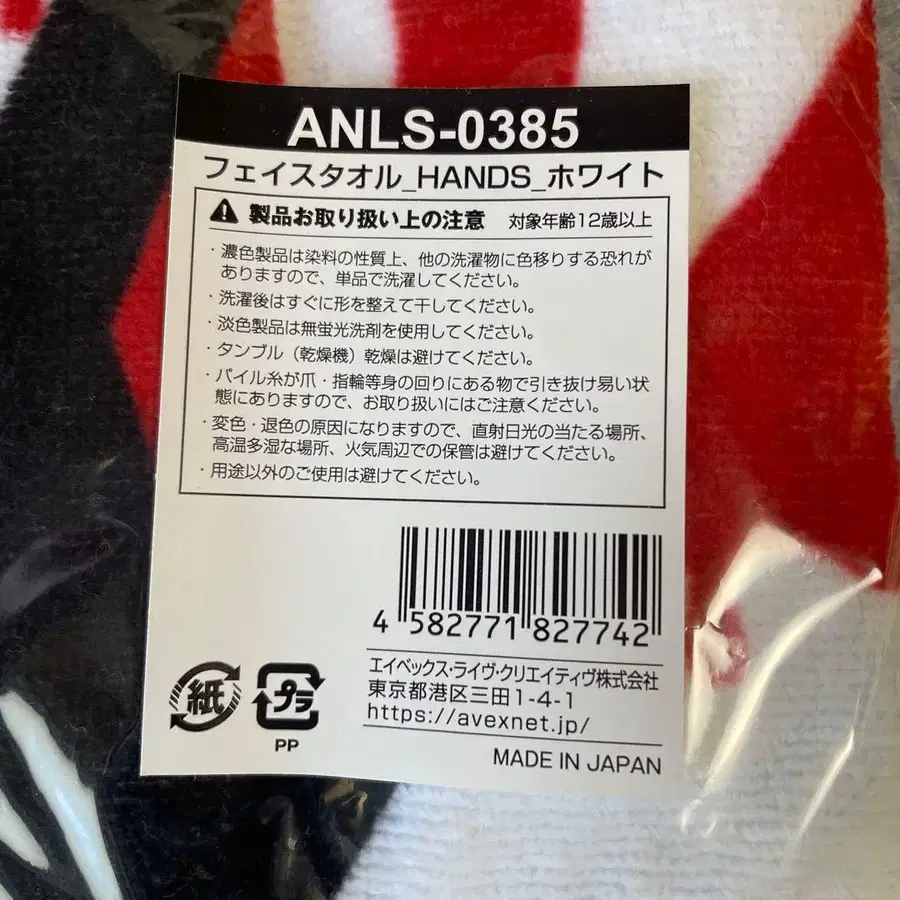 ANLS-0385
フェイスタオル_HANDS_ホワイト
製品お取り扱い上の注意 対象年齢12歳以上
・濃色製品は染料の性質上、他の洗濯物に色移りする恐れが
ありますので、単品で洗濯してください。
・洗濯後はすぐに形を整えて干してください。
・淡色製品は無蛍光洗剤を使用してください。
・タンブル（乾燥機）乾燥は避けてください。
・パイル糸が爪・指輪等身の回りにある物で引き抜け易い状
態にありますので、お取り扱いにはご注意ください。
・変色・退色の原因になりますので、直射日光の当たる場所、
高温多湿な場所、火気周辺での保管は避けてください。
・用途以外のご使用は避けてください。
4 582771 827742
エイベックス・ライヴ・クリエイティヴ株式会社
東京都港区三田1-4-1
https://avexnet.jp/
紙 プラ
PP
MADE IN JAPAN